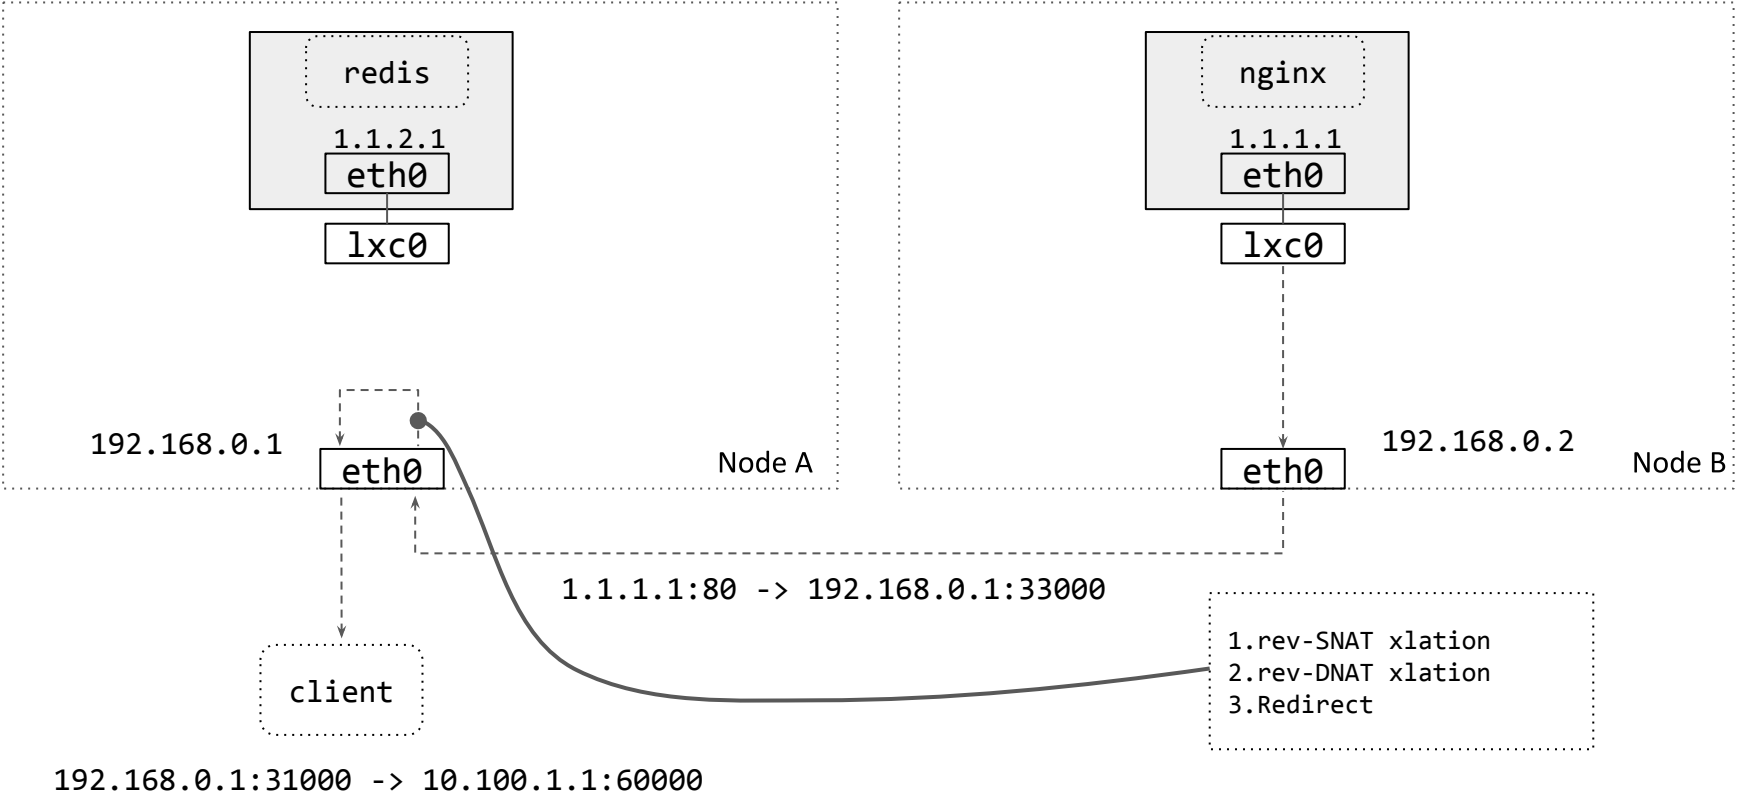 redis
1.1.2.1
eth0
lxc0
192.168.0.1
eth0
Node A
nginx
1.1.1.1
eth0
lxc0
192.168.0.2
eth0
Node B
1.1.1.1:80 -> 192.168.0.1:33000
1.rev-SNAT xlation
2.rev-DNAT xlation
3.Redirect
client
192.168.0.1:31000 -> 10.100.1.1:60000